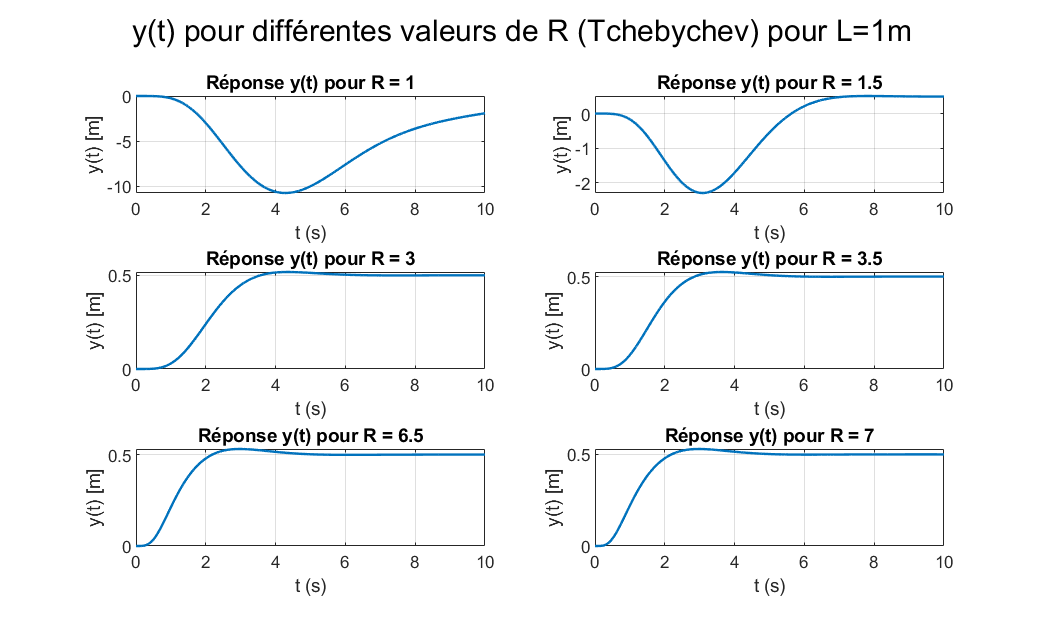 y(t) pour différentes valeurs de R (Tchebychev) pour L=1m
Réponse y(t) pour R = 1
y(t) [m]
0
-5
-10
0 2 4 6 8 10
t (s)
Réponse y(t) pour R = 1.5
y(t) [m]
0
-1
-2
0 2 4 6 8 10
t (s)
Réponse y(t) pour R = 3
y(t) [m]
0.5
0
0 2 4 6 8 10
t (s)
Réponse y(t) pour R = 3.5
y(t) [m]
0.5
0
0 2 4 6 8 10
t (s)
Réponse y(t) pour R = 6.5
y(t) [m]
0.5
0
0 2 4 6 8 10
t (s)
Réponse y(t) pour R = 7
y(t) [m]
0.5
0
0 2 4 6 8 10
t (s)